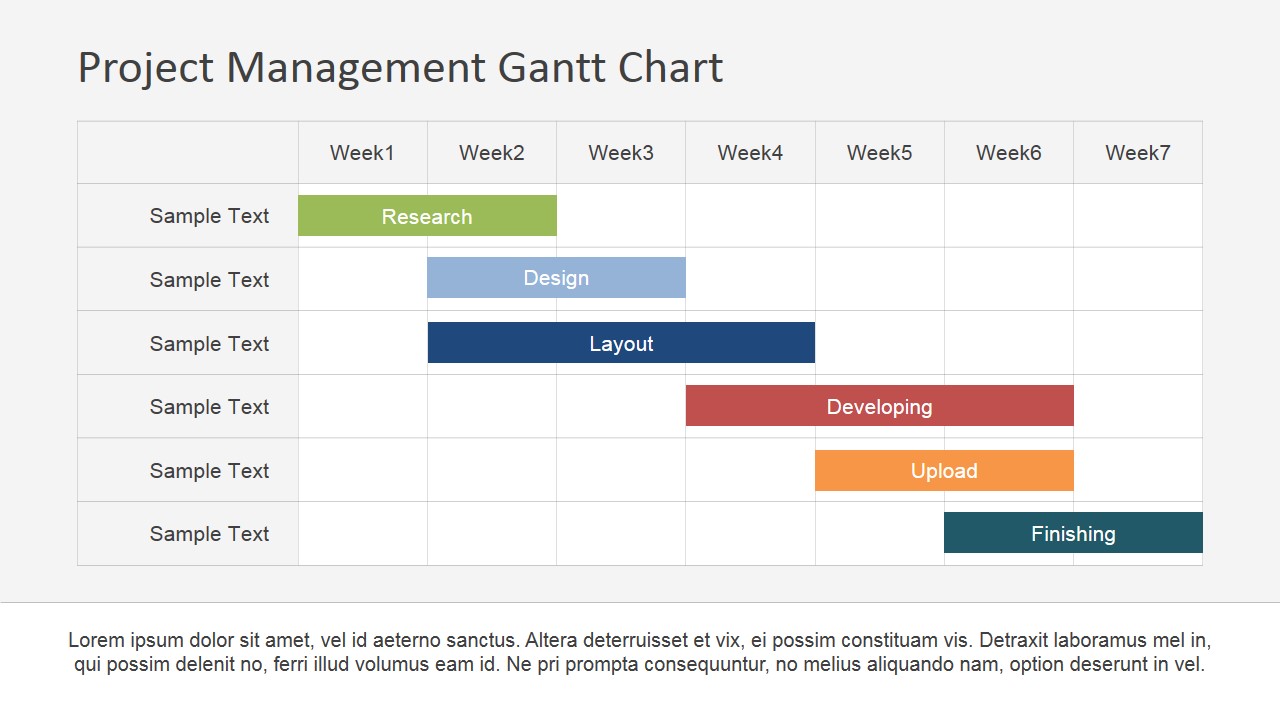 Project Management Gantt Chart
Week1 Week2 Week3 Week4 Week5 Week6 Week7
Sample Text Research
Sample Text Design
Sample Text Layout
Sample Text Developing
Sample Text Upload
Sample Text Finishing
Lorem ipsum dolor sit amet, vel id aeterno sanctus. Altera deterruisset et vix, ei possim constituam vis. Detraxit laboramus mel in,
qui possim delenit no, ferri illud volumus eam id. Ne pri prompta consequuntur, no melius aliquando nam, option deserunt in vel.